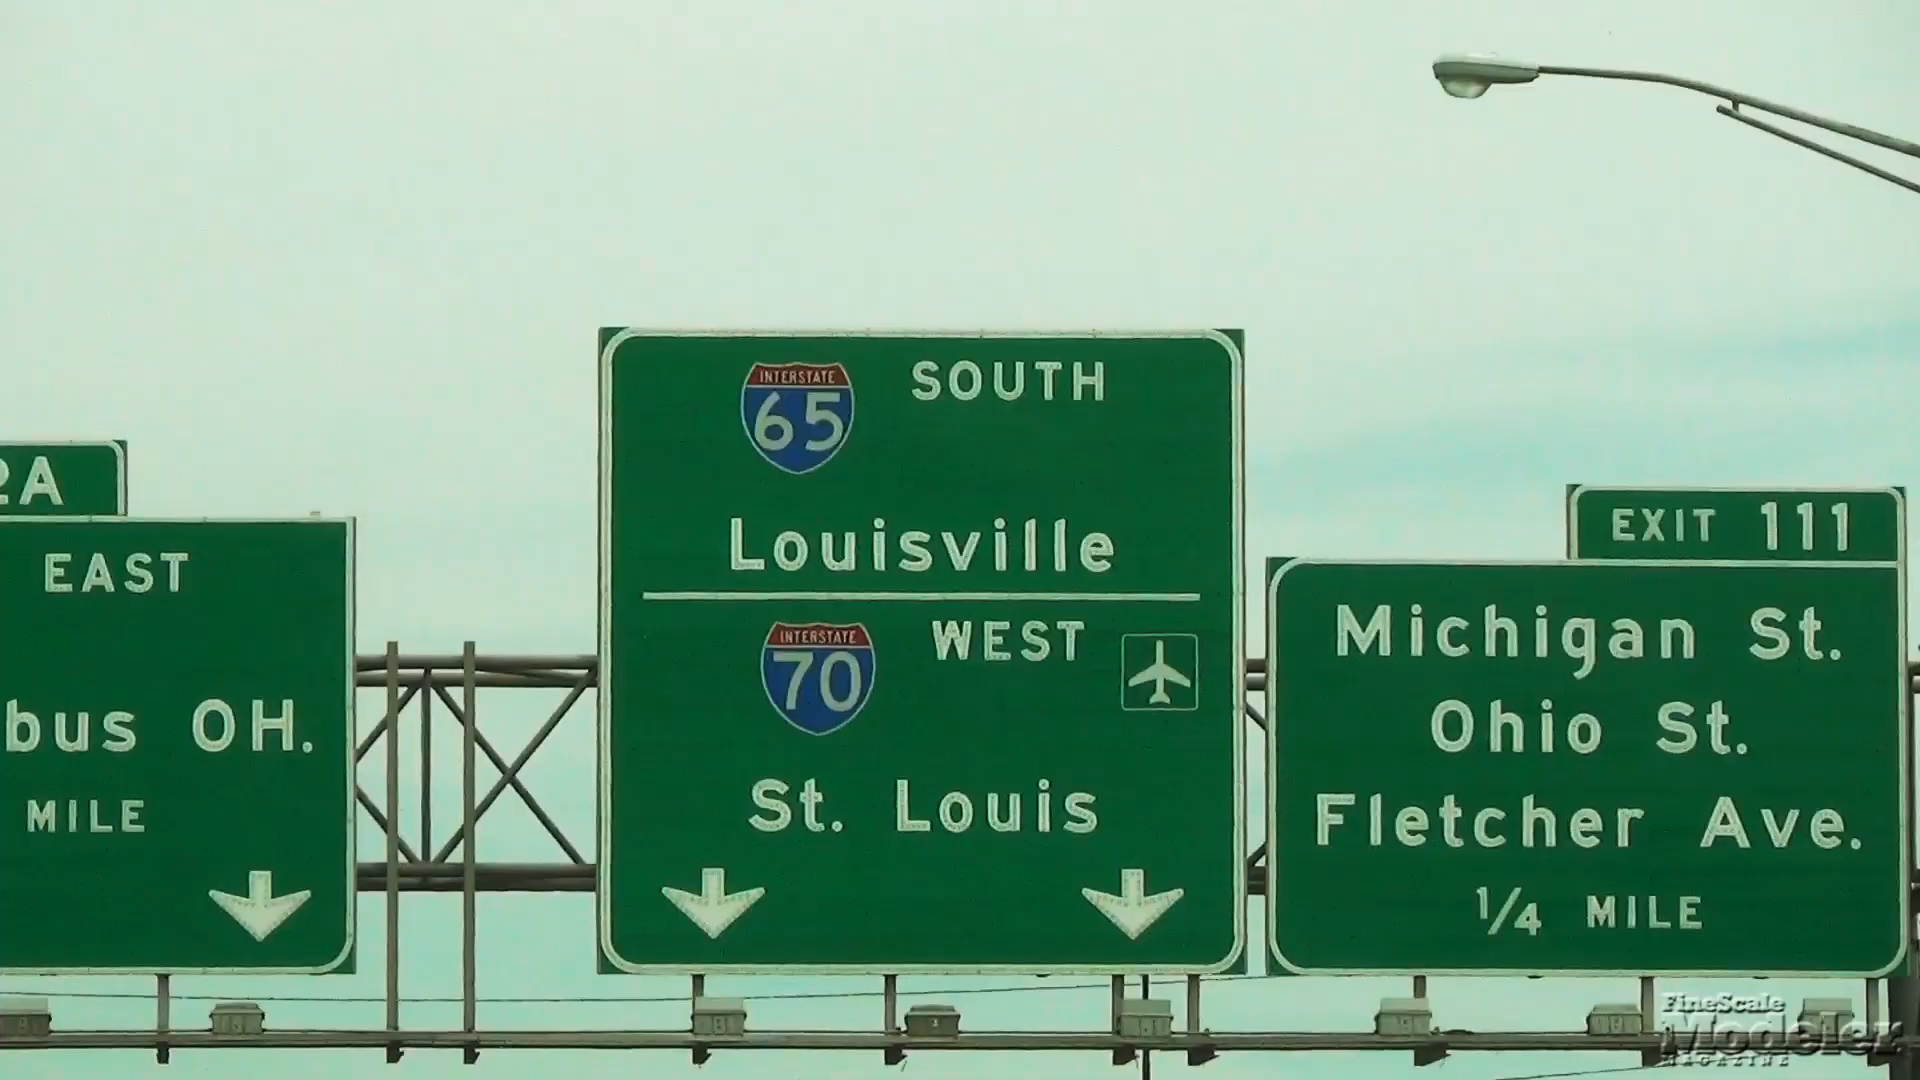 2A
EAST
bus OH.
MILE
INTERSTATE
65
SOUTH
Louisville
INTERSTATE
70
WEST
St. Louis
EXIT 111
Michigan St.
Ohio St.
Fletcher Ave.
1/4 MILE
FineScale
Modeler
MAGAZINE